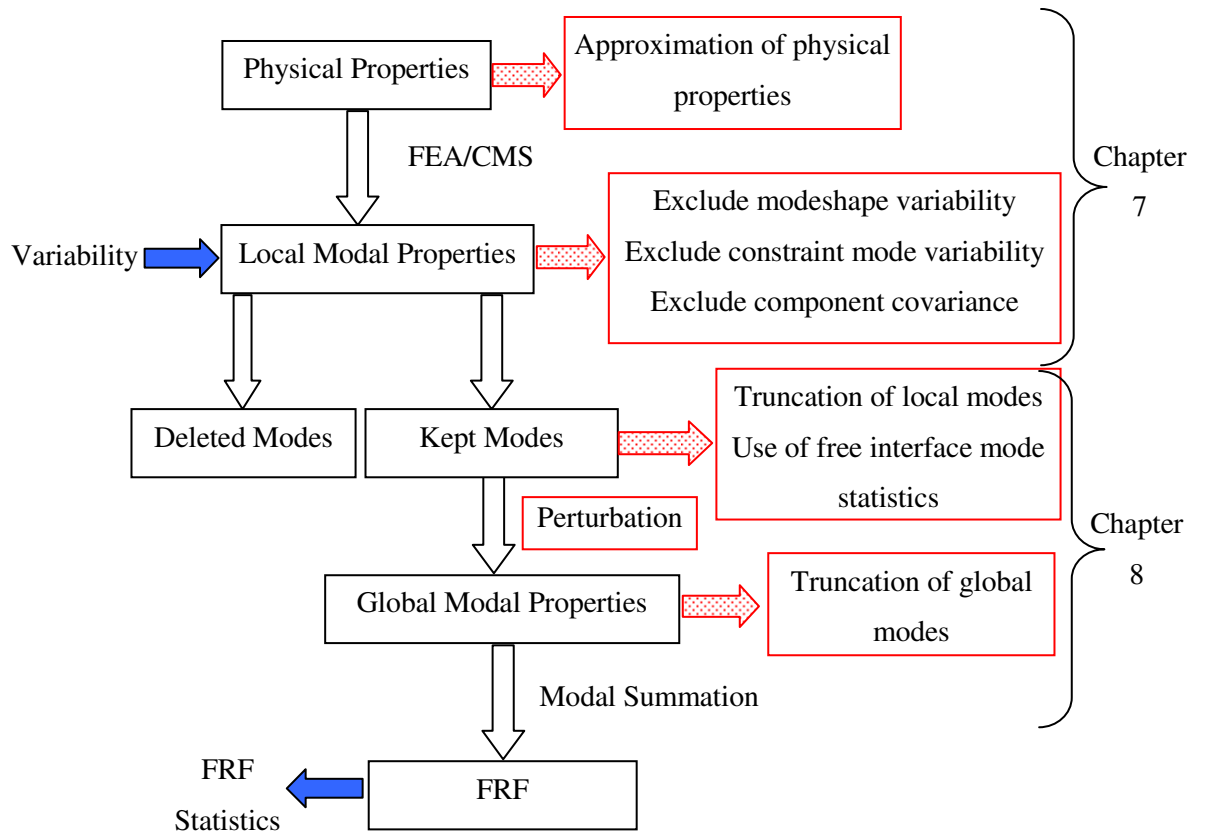 Physical Properties
Approximation of physical
properties
FEA/CMS
Chapter
7
Variability
Local Modal Properties
Exclude modeshape variability
Exclude constraint mode variability
Exclude component covariance
Deleted Modes
Kept Modes
Truncation of local modes
Use of free interface mode
statistics
Perturbation
Chapter
8
Global Modal Properties
Truncation of global
modes
Modal Summation
FRF
Statistics
FRF